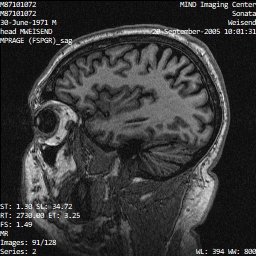 M87101072
M87101072
30-June-1971 M
head MWEISEND
MPRAGE (FSPGR)_sag
MIND Imaging Center
Sonata
Weisend
20-September-2005 10:01:31
ST: 1.30 SL: 34.72
RT: 2730.00 ET: 3.25
FS: 1.49
MR
Images: 91/128
Series: 2
WL: 394 WW: 800